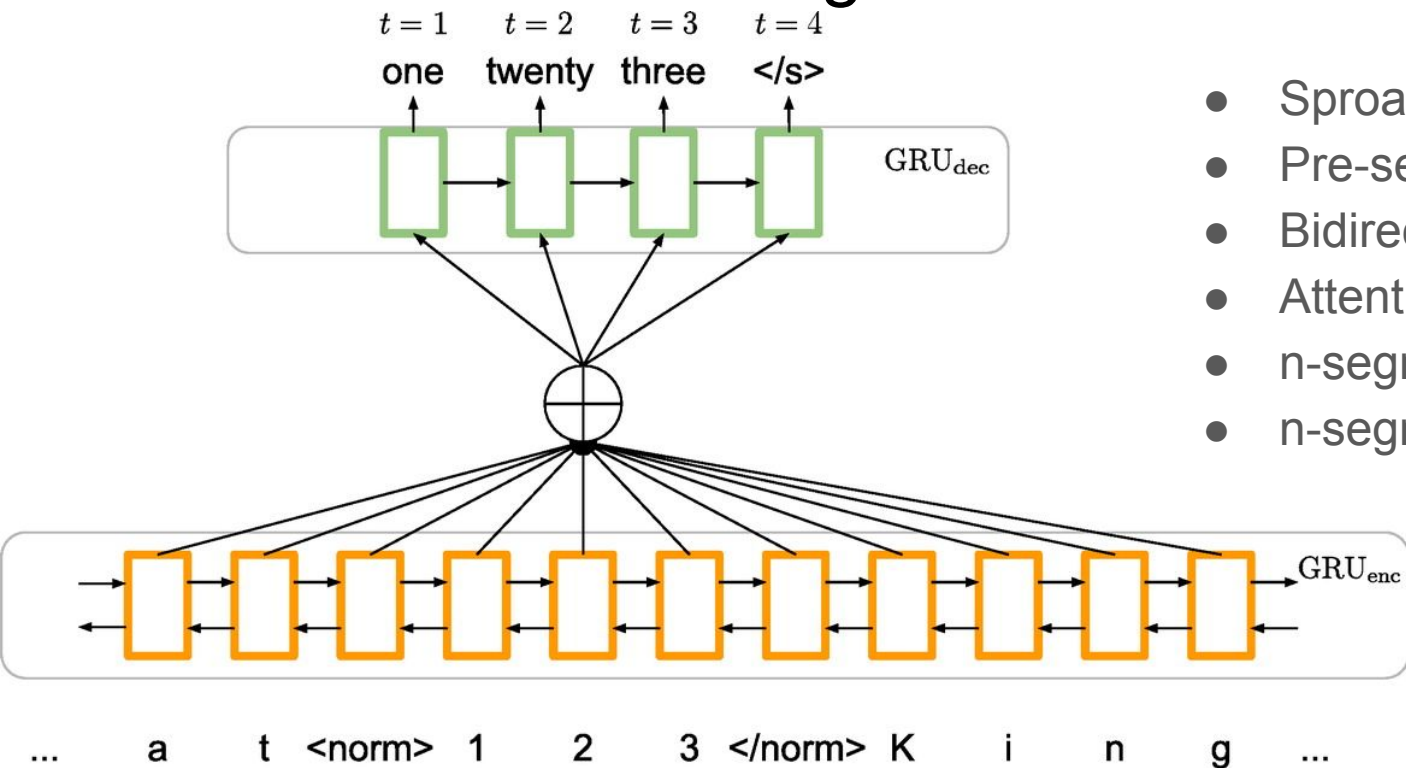 t = 1 t = 2 t = 3 t = 4
one twenty three </s>
GRU_dec
GRU_enc
... a t <norm> 1 2 3 </norm> K i n g ...
● Sproa
● Pre-se
● Bidire
● Attent
● n-segr
● n-segr